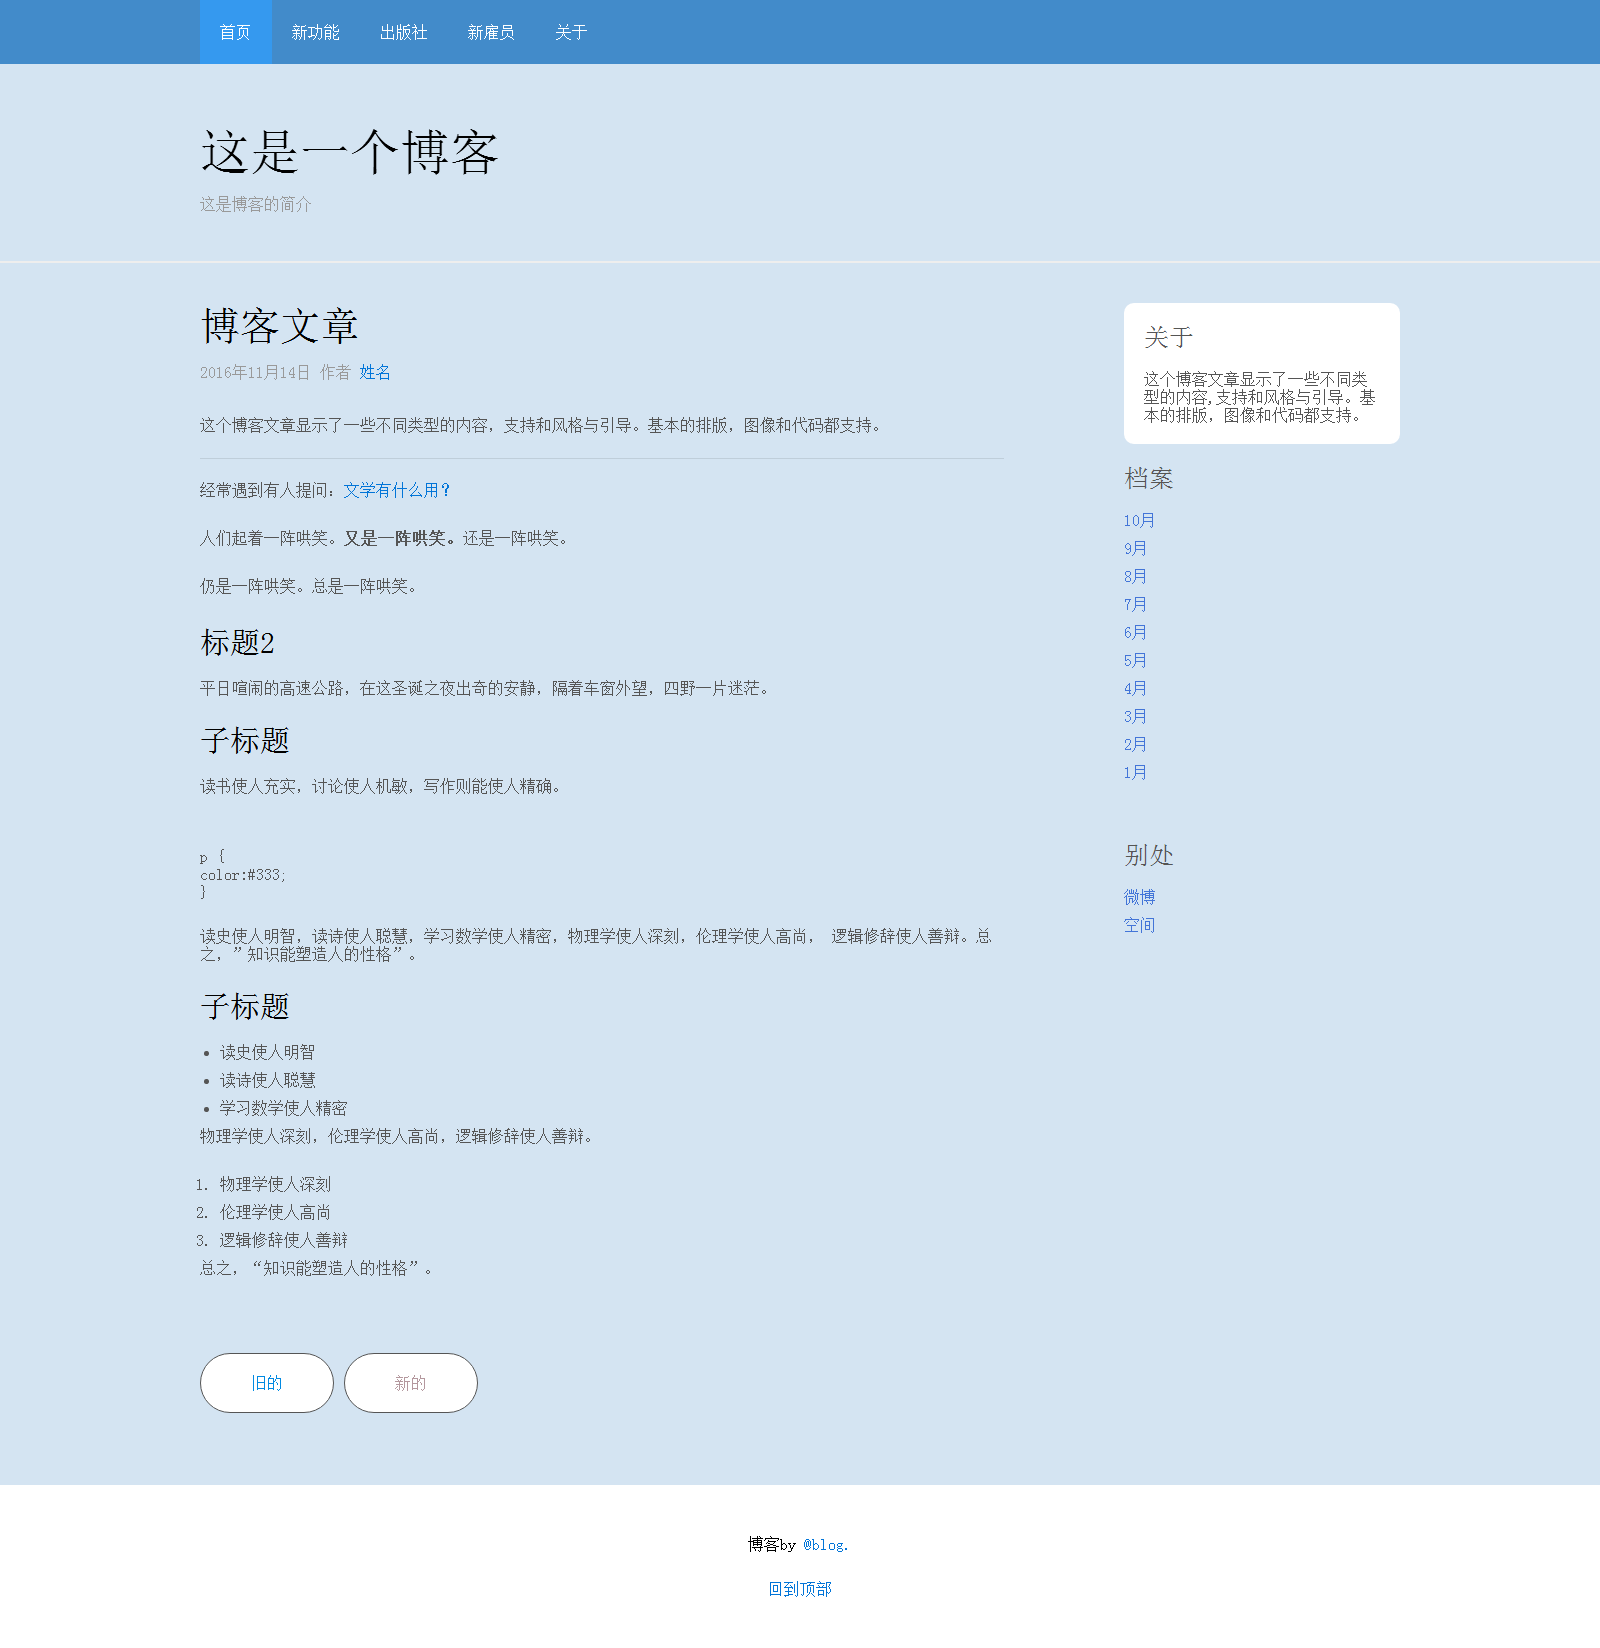 首页 新功能 出版社 新雇员 关于
这是一个博客
这是博客的简介
博客文章
2016年11月14日 作者 姓名
这个博客文章显示了一些不同类型的内容，支持和风格与引导。基本的排版，图像和代码都支持。
经常遇到有人提问：文学有什么用？
人们起着一阵哄笑。又是一阵哄笑。还是一阵哄笑。
仍是一阵哄笑。总是一阵哄笑。
标题2
平日喧闹的高速公路，在这圣诞之夜出奇的安静，隔着车窗外望，四野一片迷茫。
子标题
读书使人充实，讨论使人机敏，写作则能使人精确。
p {
color:#333;
}
读史使人明智，读诗使人聪慧，学习数学使人精密，物理学使人深刻，伦理学使人高尚， 逻辑修辞使人善辩。总
之，”知识能塑造人的性格”。
子标题
• 读史使人明智
• 读诗使人聪慧
• 学习数学使人精密
物理学使人深刻，伦理学使人高尚，逻辑修辞使人善辩。
1. 物理学使人深刻
2. 伦理学使人高尚
3. 逻辑修辞使人善辩
总之，“知识能塑造人的性格”。
旧的 新的
关于
这个博客文章显示了一些不同类
型的内容,支持和风格与引导。基
本的排版，图像和代码都支持。
档案
10月
9月
8月
7月
6月
5月
4月
3月
2月
1月
别处
微博
空间
博客by @blog.
回到顶部